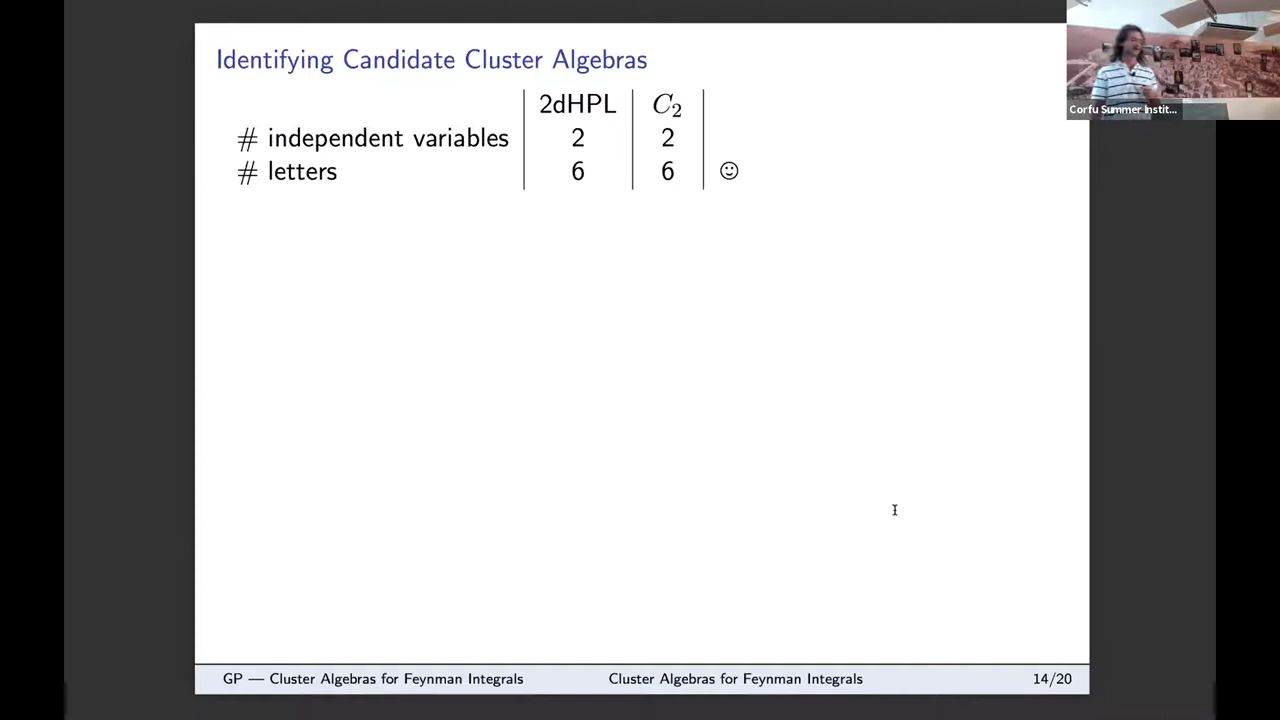 Identifying Candidate Cluster Algebras
2dHPL C₂
# independent variables 2 2
# letters 6 6 ☺
Corfu Summer Instit...
GP — Cluster Algebras for Feynman Integrals Cluster Algebras for Feynman Integrals 14/20